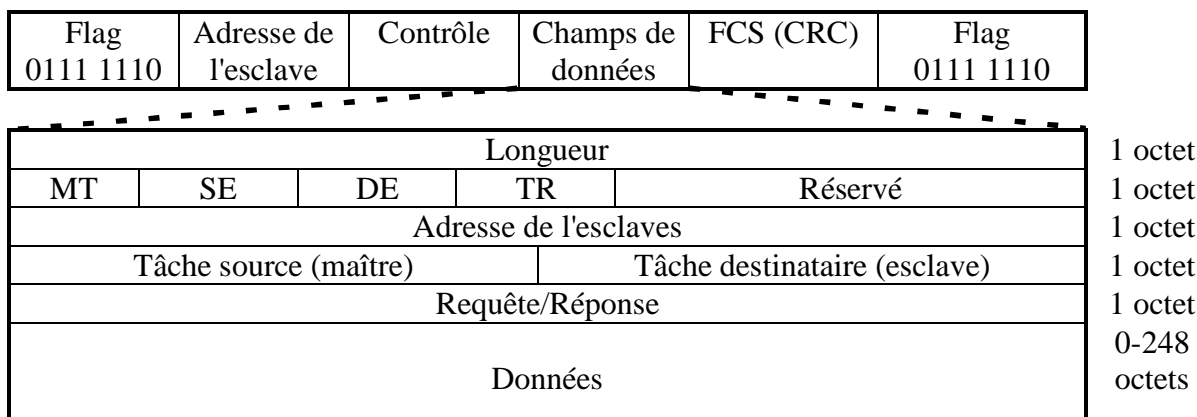 Flag Adresse de Contrôle Champs de FCS (CRC) Flag
0111 1110 l'esclave données 0111 1110
Longueur 1 octet
MT SE DE TR Réservé 1 octet
Adresse de l'esclaves 1 octet
Tâche source (maître) Tâche destinataire (esclave) 1 octet
Requête/Réponse 1 octet
0-248
Données octets